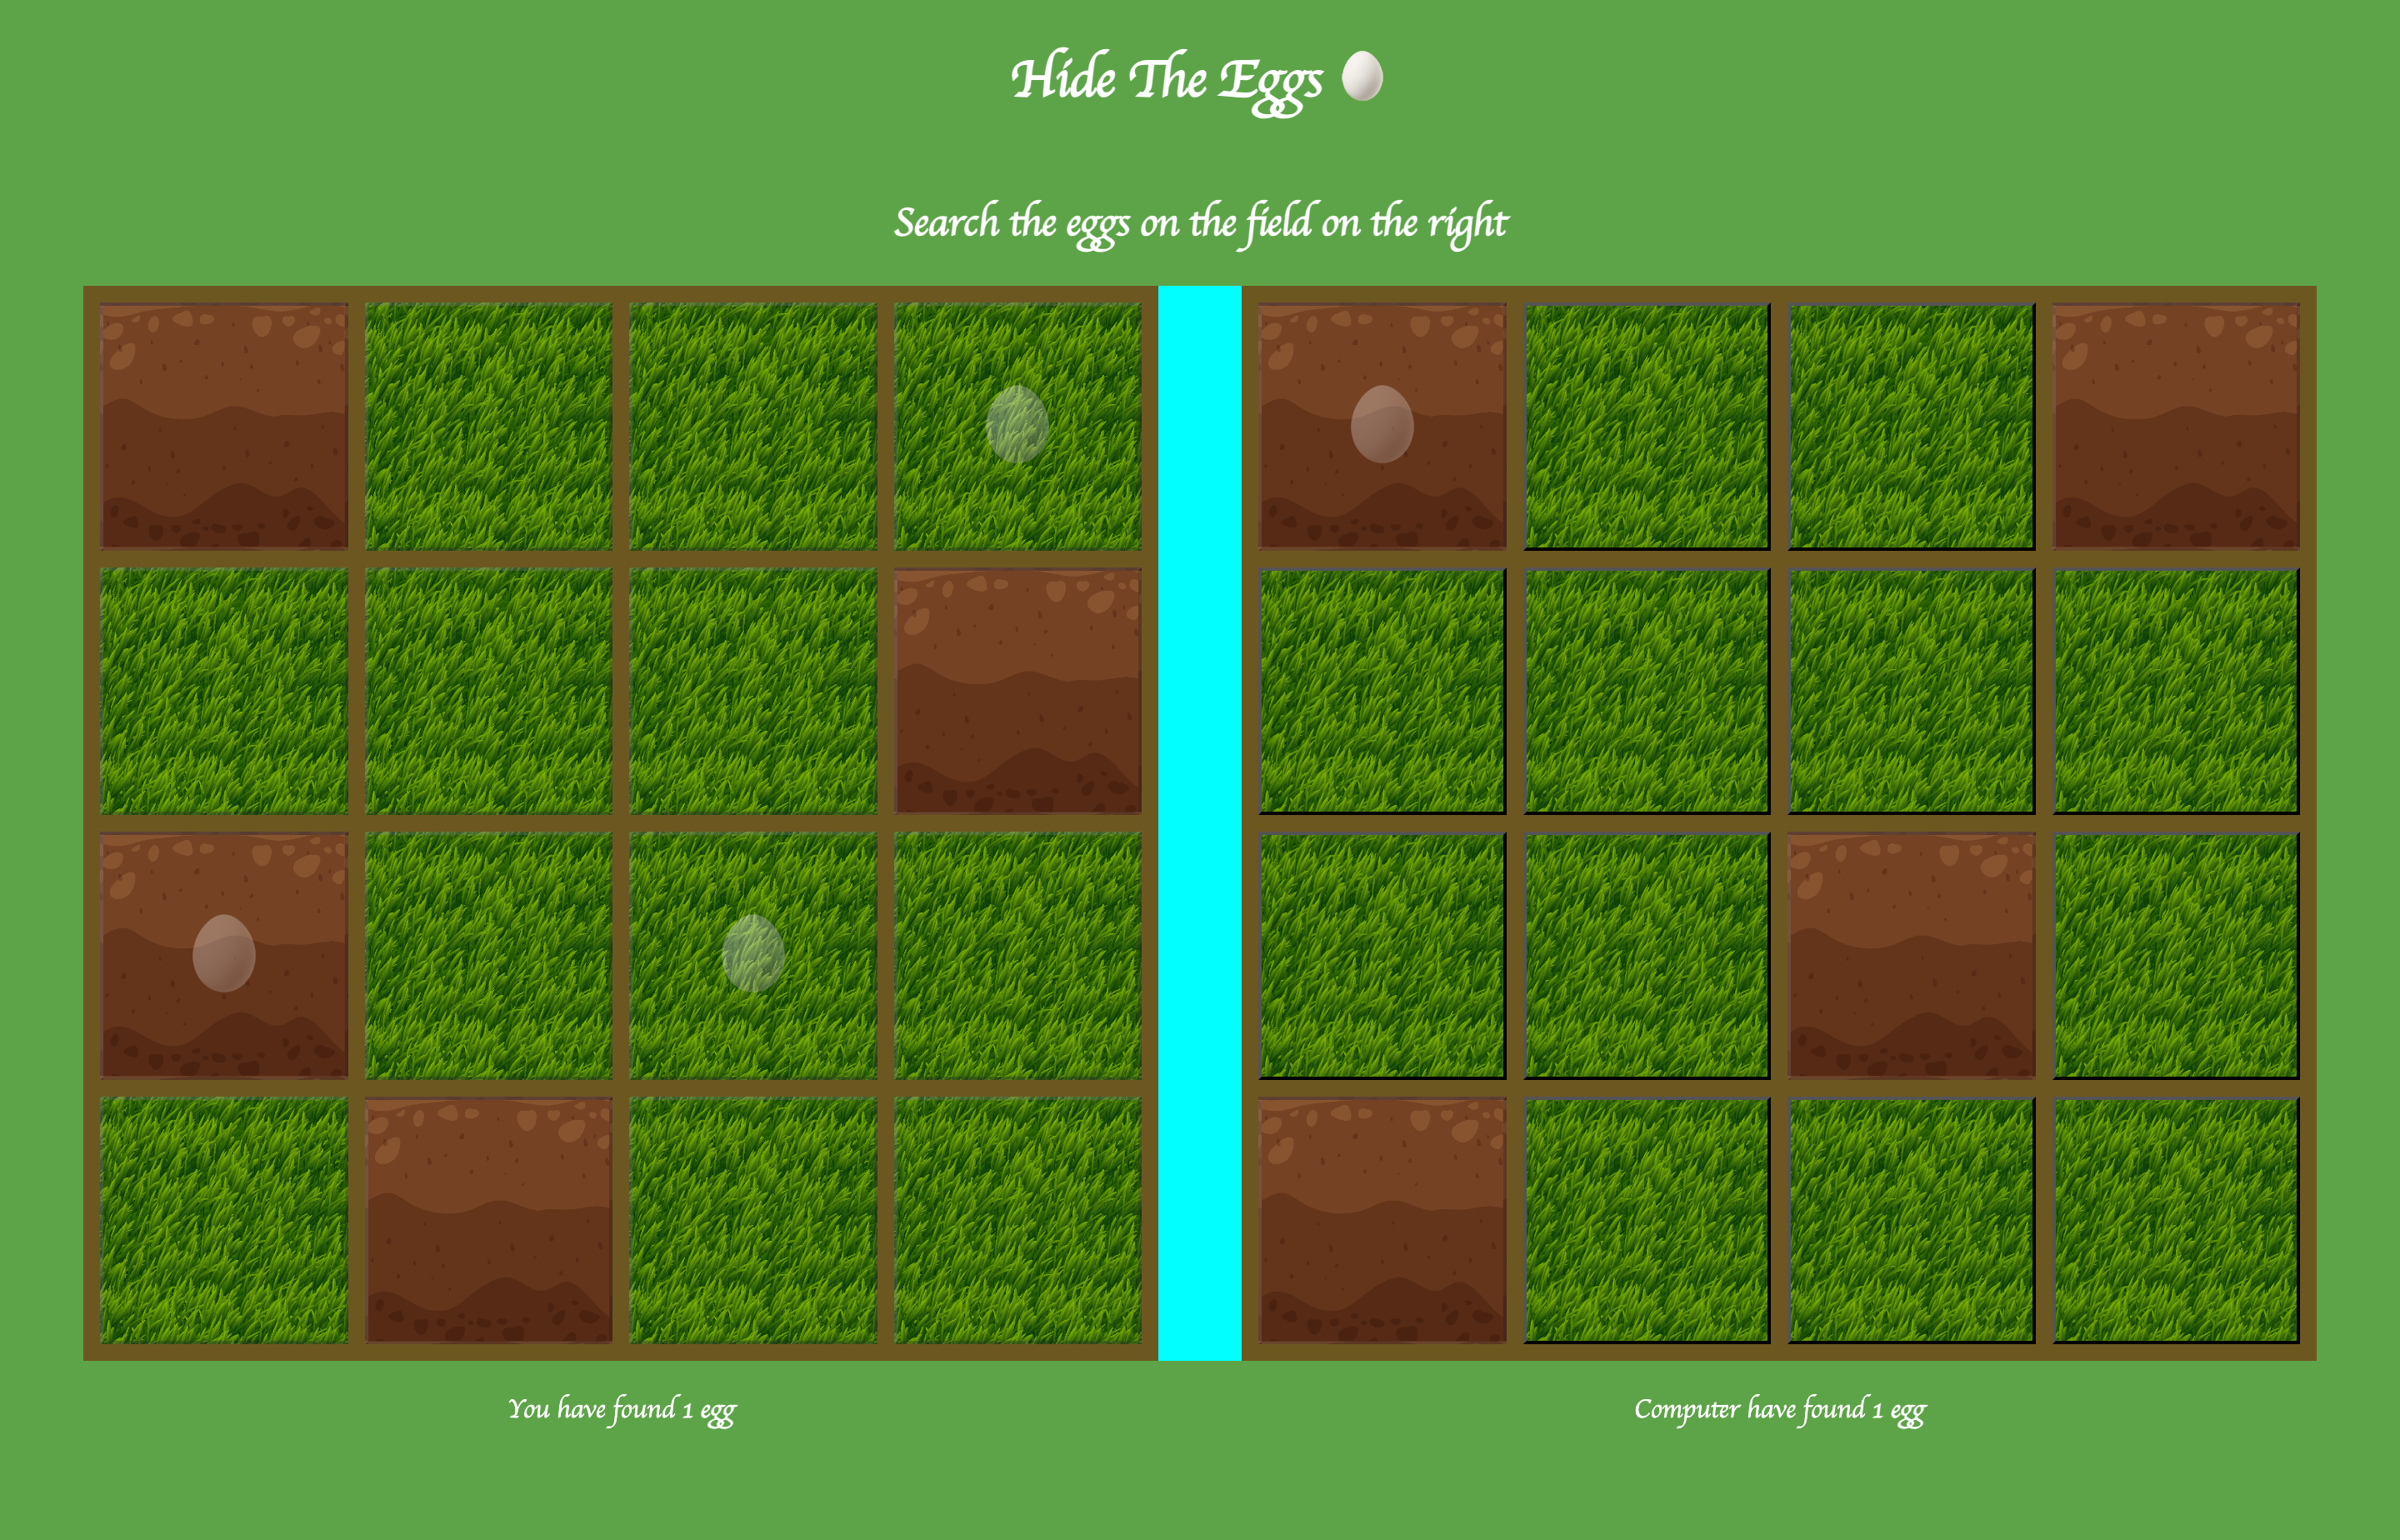 Hide The Eggs
Search the eggs on the field on the right
You have found 1 egg
Computer have found 1 egg